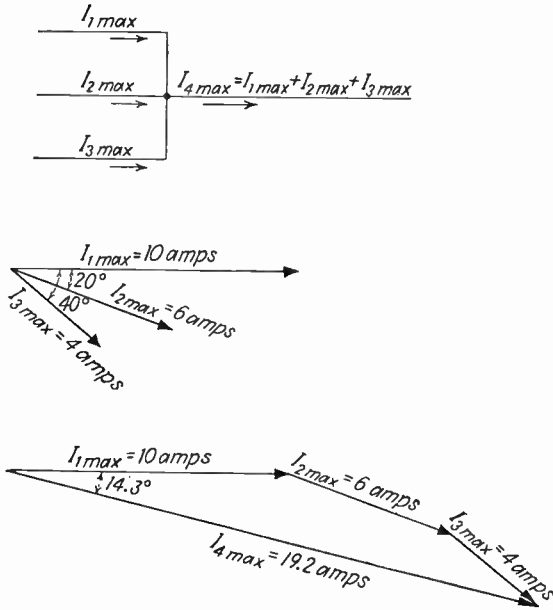 I1 max
I2 max
I4 max=I1 max+I2 max+I3 max
I3 max
I1 max=10 amps
20°
40°
I2 max=6 amps
I3 max=4 amps
I1 max=10 amps
14.3°
I2 max=6 amps
I3 max=4 amps
I4 max=19.2 amps